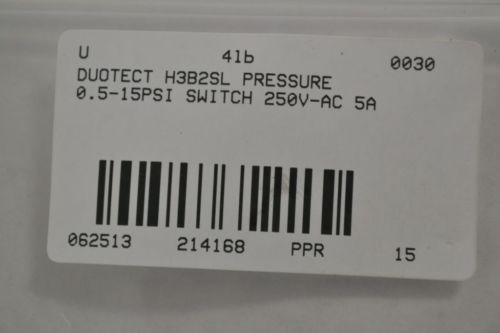 U 41b 0030
DUOTECT H3B2SL PRESSURE
0.5-15PSI SWITCH 250V-AC 5A
062513 214168 PPR 15